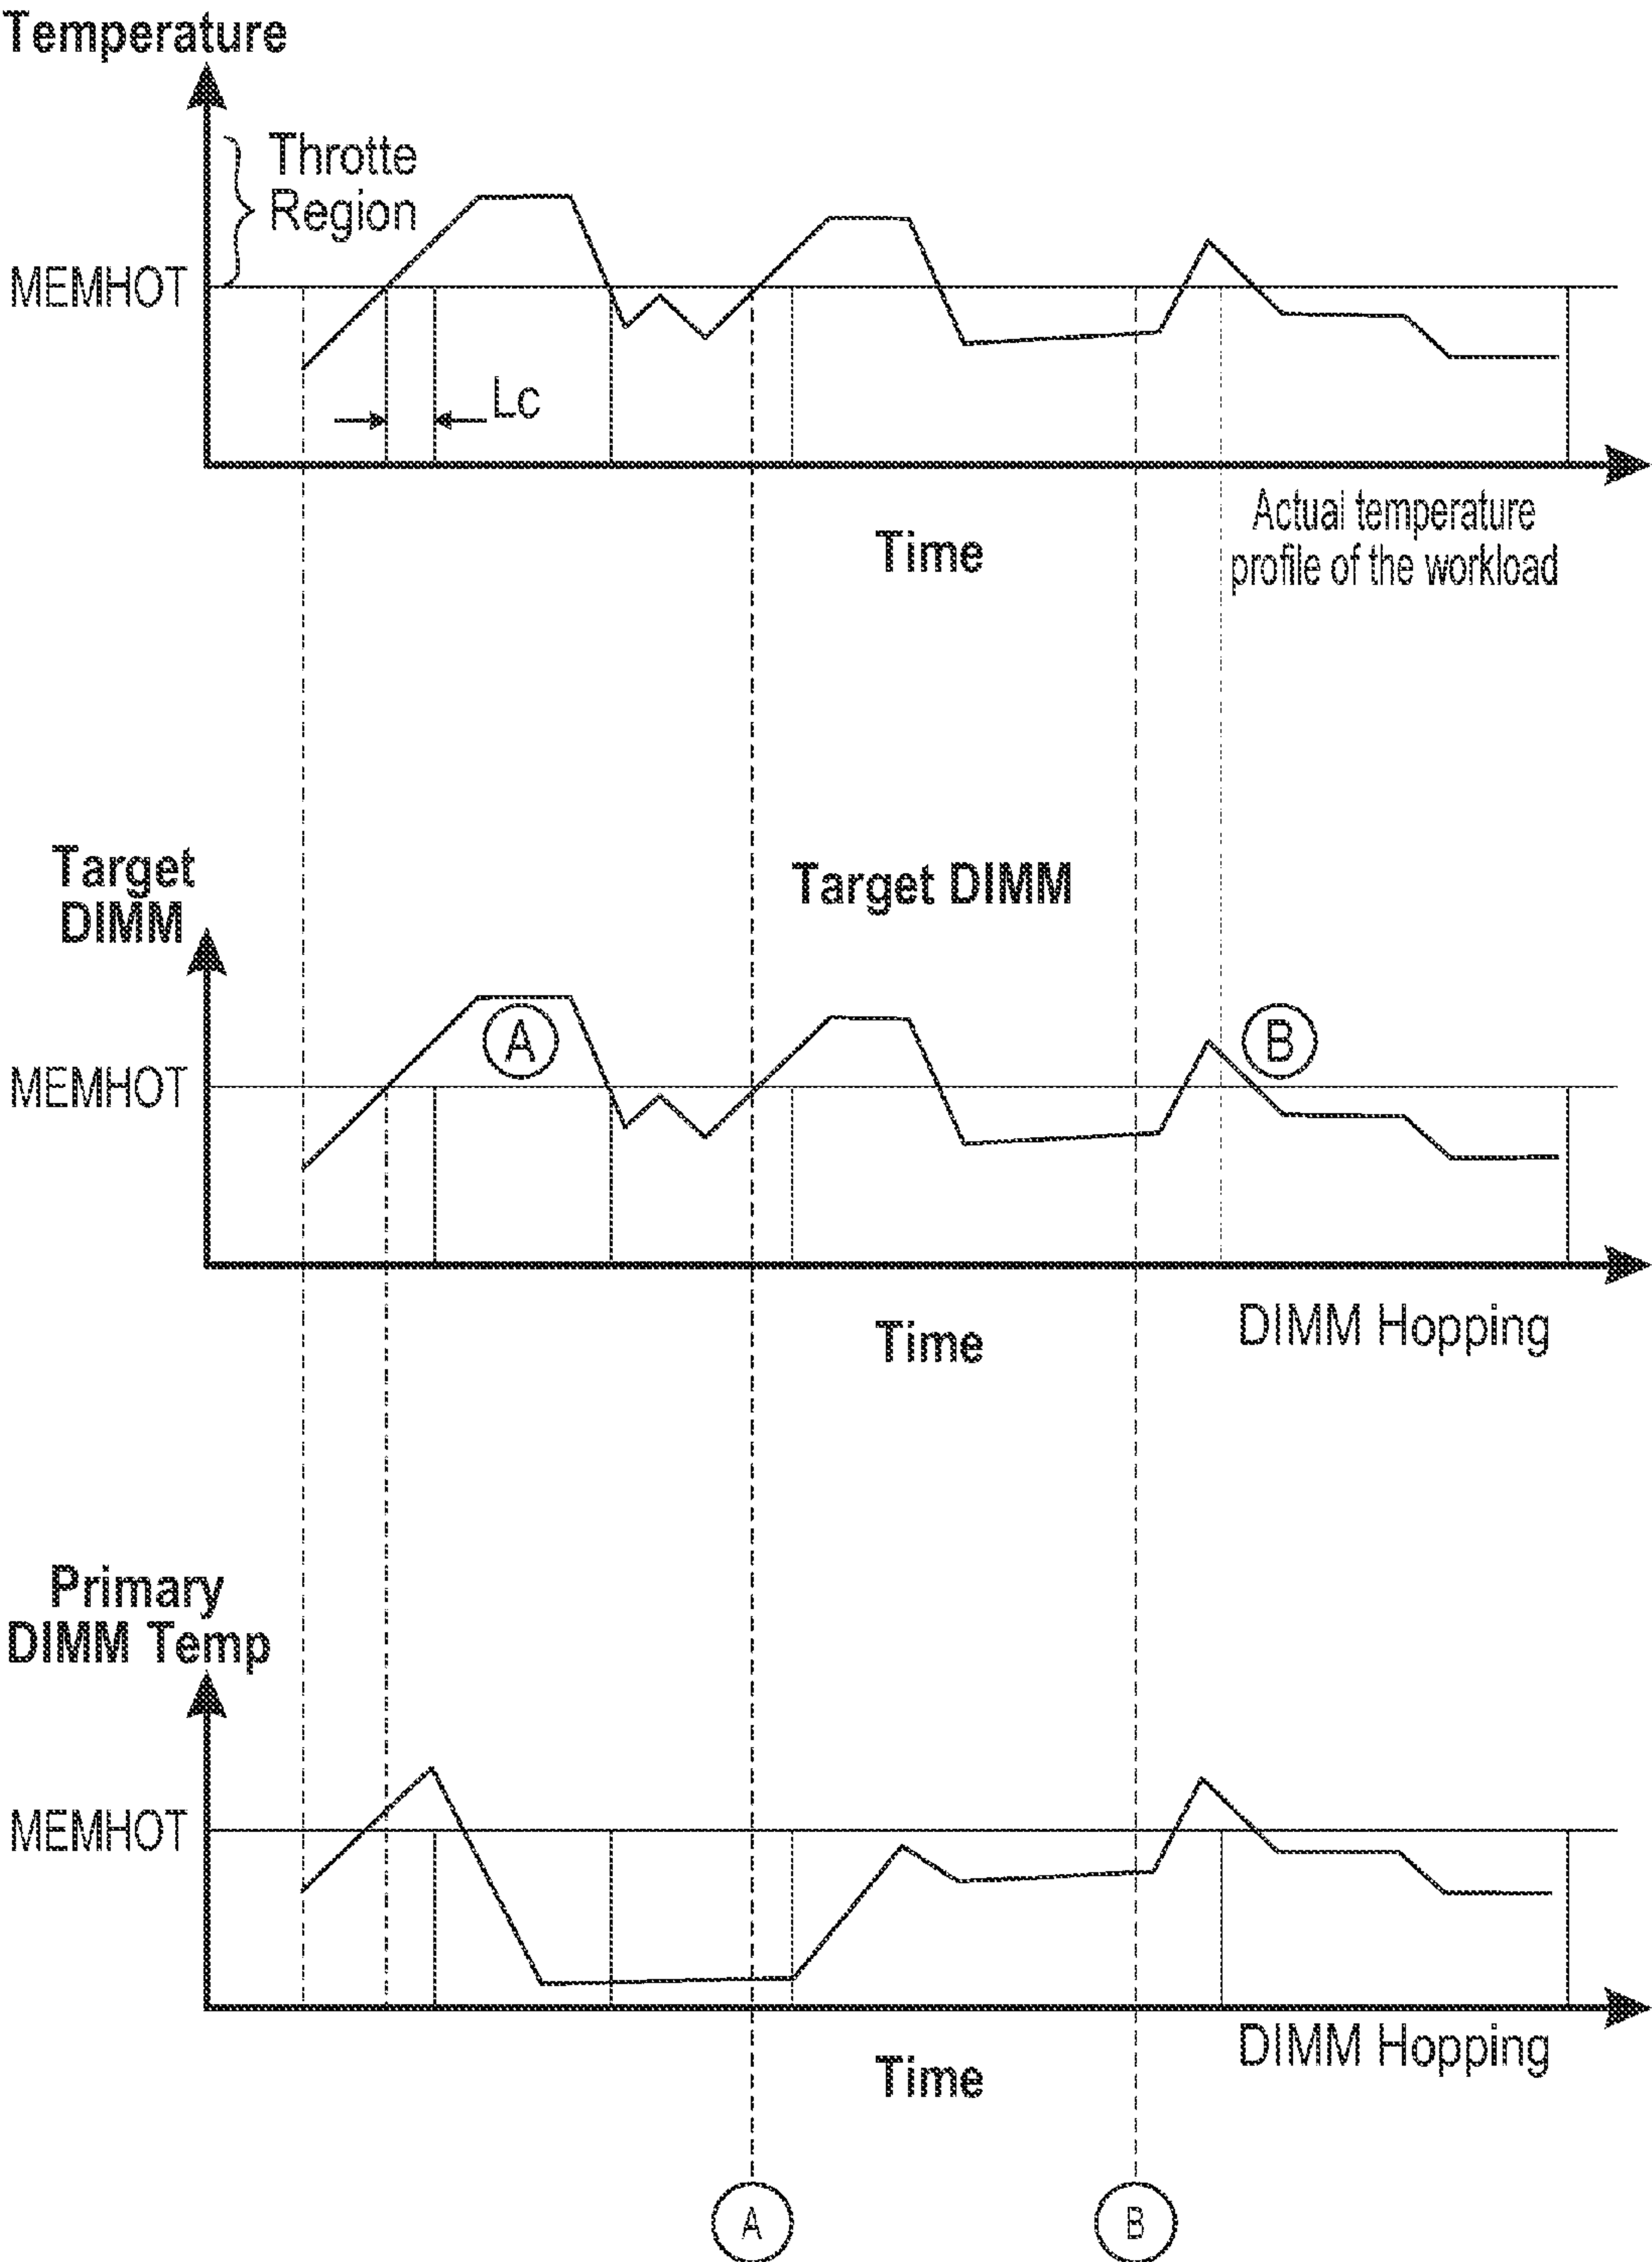 Temperature
Throtte
Region
MEMHOT
Lc
Time
Actual temperature
profile of the workload
Target
DIMM
Target DIMM
A
B
MEMHOT
Time
DIMM Hopping
Primary
DIMM Temp
MEMHOT
Time
DIMM Hopping
A
B